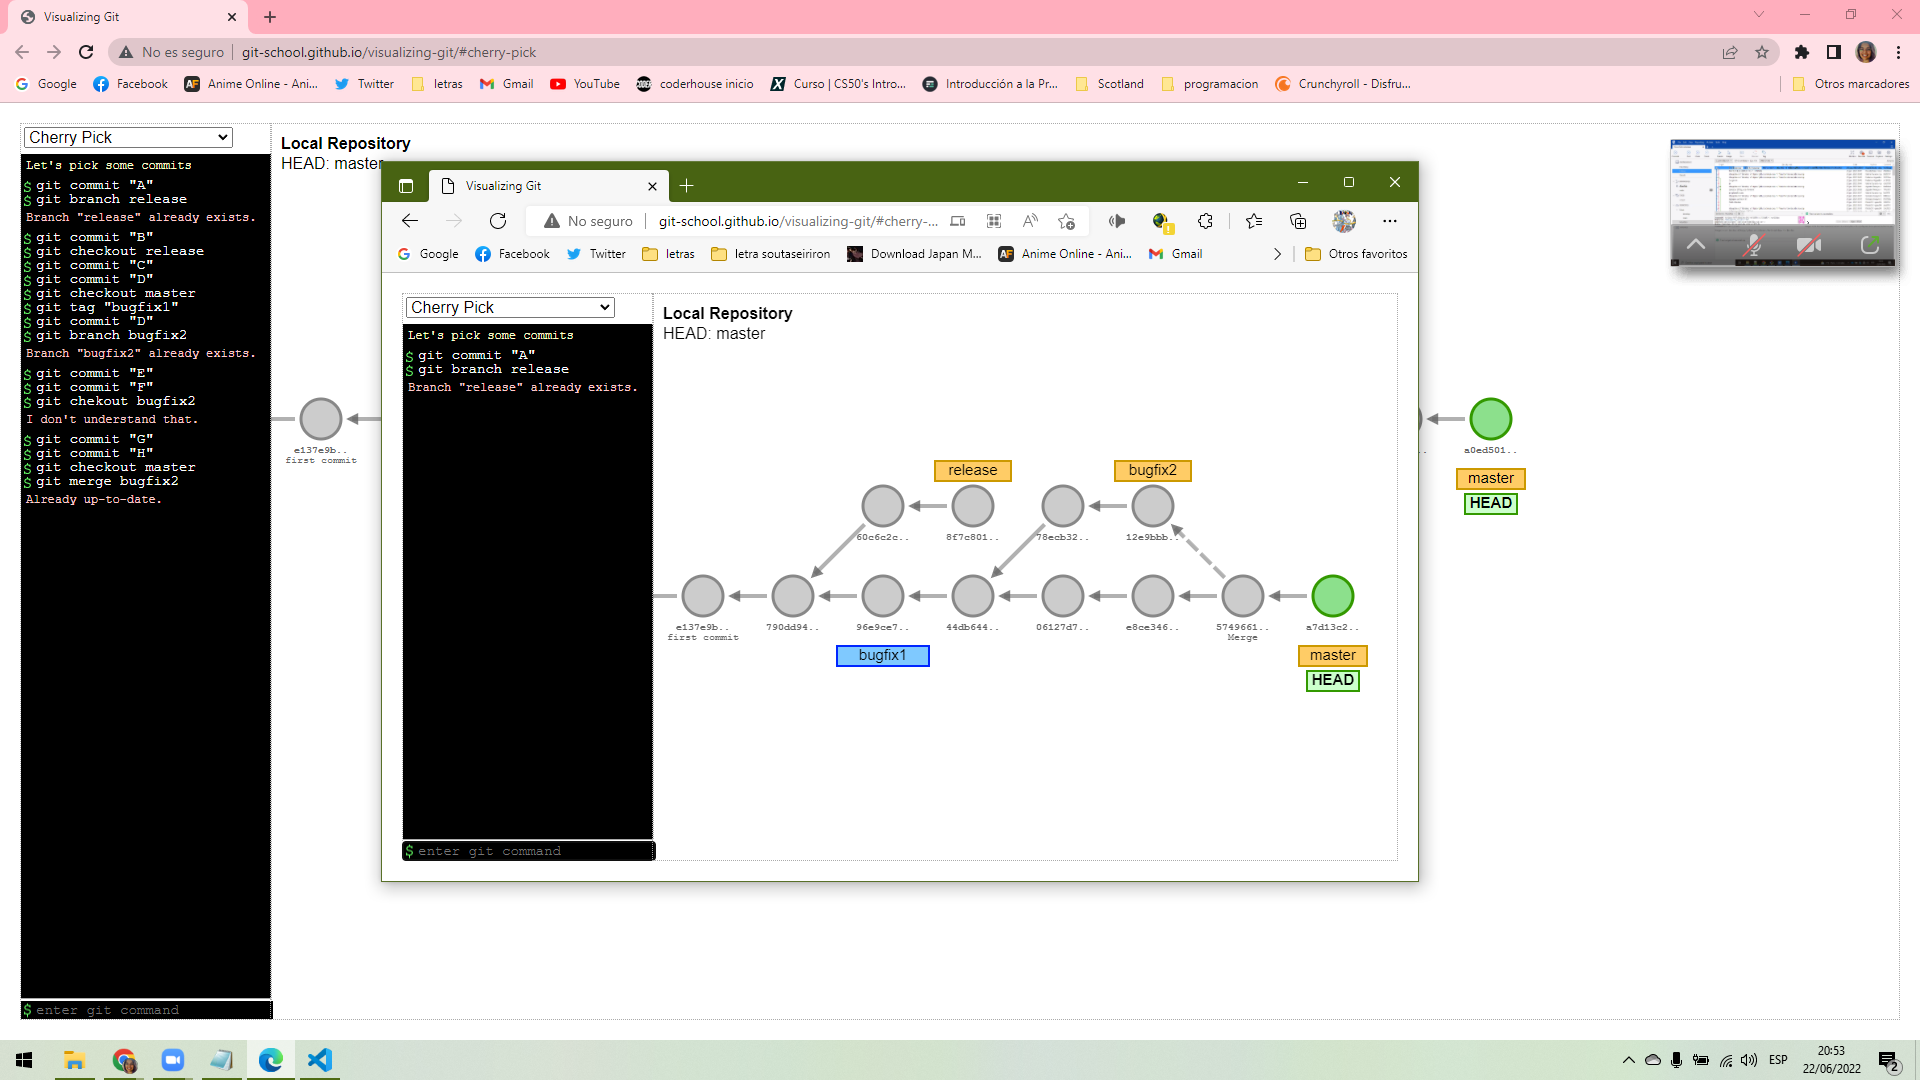 Visualizing Git
No es seguro
git-school.github.io/visualizing-git/#cherry-pick
Google
Facebook
Anime Online - Ani...
Twitter
letras
Gmail
YouTube
coderhouse inicio
Curso | CS50's Intro...
Introducción a la Pr...
Scotland
programacion
Crunchyroll - Disfru...
Otros marcadores
Cherry Pick
Let's pick some commits
$ git commit "A"
$ git branch release
Branch "release" already exists.
$ git commit "B"
$ git checkout release
$ git commit "C"
$ git commit "D"
$ git checkout master
$ git tag "bugfix1"
$ git commit "D"
$ git branch bugfix2
Branch "bugfix2" already exists.
$ git commit "E"
$ git commit "F"
$ git chekout bugfix2
I don't understand that.
$ git commit "G"
$ git commit "H"
$ git checkout master
$ git merge bugfix2
Already up-to-date.
$ enter git command
Local Repository
HEAD: master
e137e9b..
first commit
a0ed501..
master
HEAD
Visualizing Git
No seguro
git-school.github.io/visualizing-git/#cherry-...
Google
Facebook
Twitter
letras
letra soutaseiriron
Download Japan M...
Anime Online - Ani...
Gmail
Otros favoritos
Cherry Pick
Let's pick some commits
$ git commit "A"
$ git branch release
Branch "release" already exists.
$ enter git command
Local Repository
HEAD: master
release
bugfix2
60c6c2c..
8f7c801..
78ecb32..
12e9bbb..
e137e9b..
first commit
790dd94..
96e9ce7..
44db644..
06127d7..
e8ce346..
5749661..
Merge
a7d13c2..
bugfix1
master
HEAD
ESP
20:53
22/06/2022
2